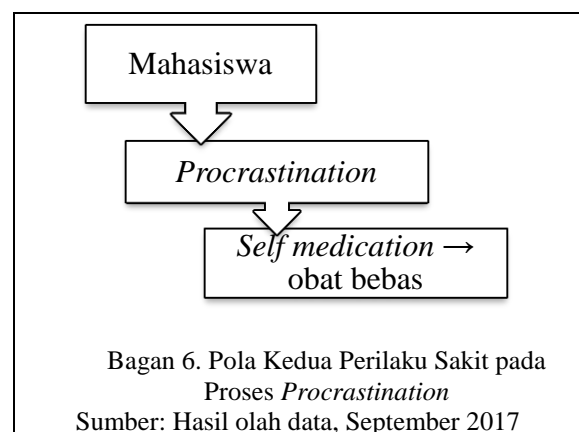 Mahasiswa
Procrastination
Self medication →
obat bebas
Bagan 6. Pola Kedua Perilaku Sakit pada
Proses Procrastination
Sumber: Hasil olah data, September 2017